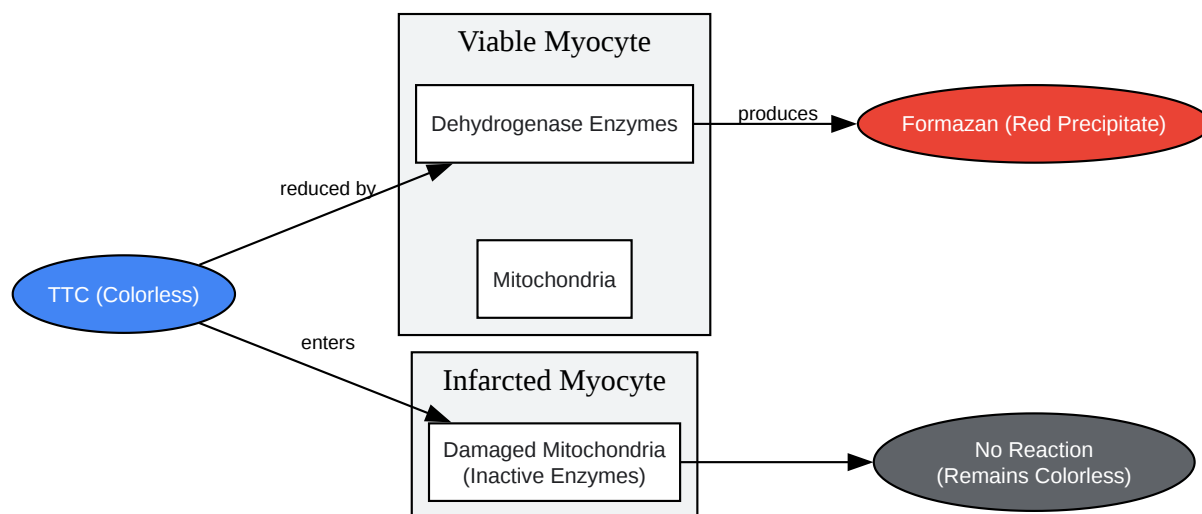 Viable Myocyte
Dehydrogenase Enzymes
produces
Formazan (Red Precipitate)
reduced by
Mitochondria
TTC (Colorless)
enters
Infarcted Myocyte
Damaged Mitochondria
(Inactive Enzymes)
No Reaction
(Remains Colorless)